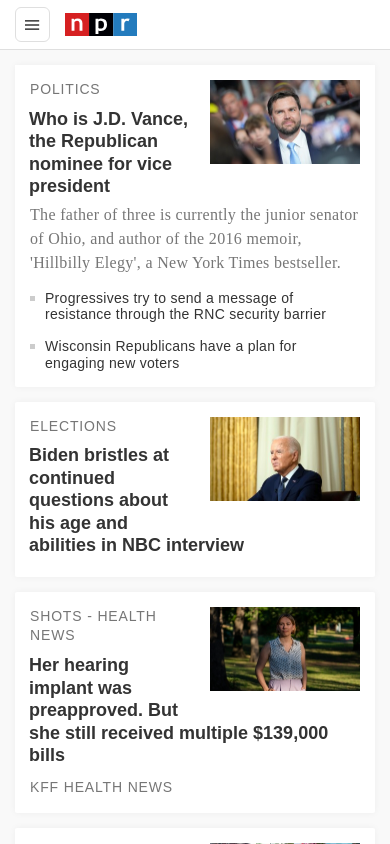 npr
POLITICS
Who is J.D. Vance,
the Republican
nominee for vice
president
The father of three is currently the junior senator
of Ohio, and author of the 2016 memoir,
'Hillbilly Elegy', a New York Times bestseller.
Progressives try to send a message of
resistance through the RNC security barrier
Wisconsin Republicans have a plan for
engaging new voters
ELECTIONS
Biden bristles at
continued
questions about
his age and
abilities in NBC interview
SHOTS - HEALTH
NEWS
Her hearing
implant was
preapproved. But
she still received multiple $139,000
bills
KFF HEALTH NEWS